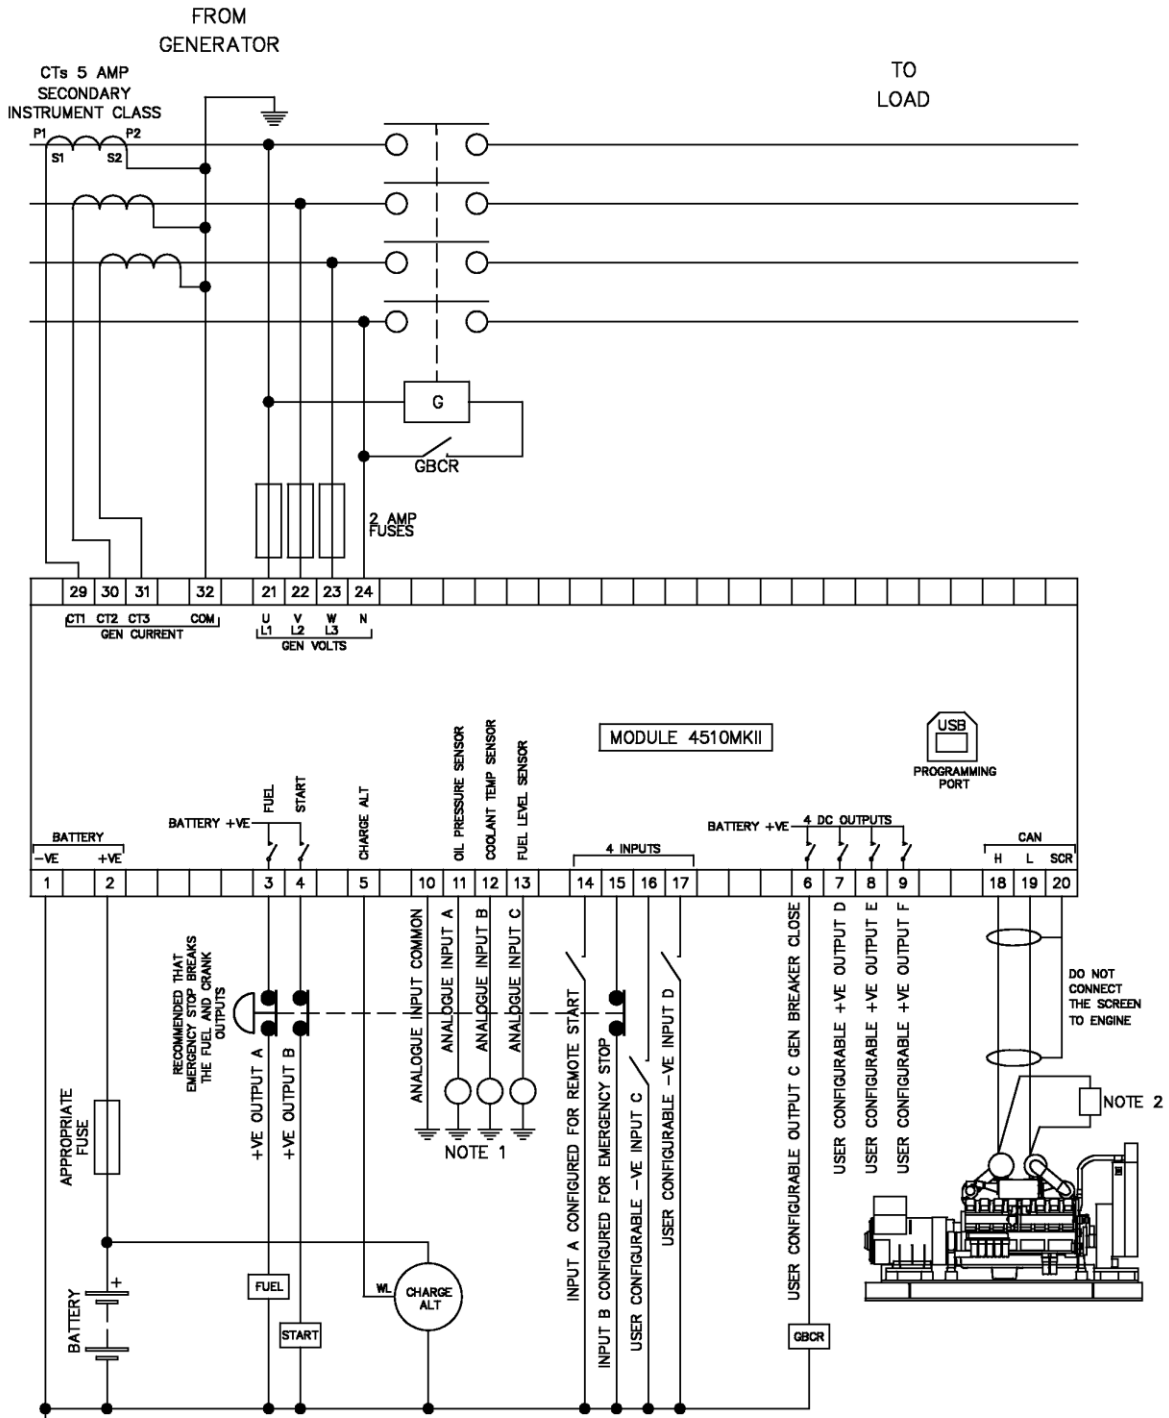 FROM
GENERATOR
CTs 5 AMP
SECONDARY
INSTRUMENT CLASS
TO
LOAD
P1
P2
S1
S2
G
GBCR
2 AMP
FUSES
29
30
31
32
21
22
23
24
CT1
CT2
CT3
COM
GEN CURRENT
U
V
W
N
L1
L2
L3
GEN VOLTS
MODULE 4510MKII
USB
PROGRAMMING
PORT
BATTERY
-VE
+VE
BATTERY +VE
FUEL
START
CHARGE ALT
OIL PRESSURE SENSOR
COOLANT TEMP SENSOR
FUEL LEVEL SENSOR
4 INPUTS
BATTERY +VE
4 DC OUTPUTS
CAN
H
L
SCR
1
2
3
4
5
10
11
12
13
14
15
16
17
6
7
8
9
18
19
20
RECOMMENDED THAT
EMERGENCY STOP BREAKS
THE FUEL AND CRANK
OUTPUTS
+VE OUTPUT A
+VE OUTPUT B
ANALOGUE INPUT COMMON
ANALOGUE INPUT A
ANALOGUE INPUT B
ANALOGUE INPUT C
NOTE 1
INPUT A CONFIGURED FOR REMOTE START
INPUT B CONFIGURED FOR EMERGENCY STOP
USER CONFIGURABLE -VE INPUT C
USER CONFIGURABLE -VE INPUT D
USER CONFIGURABLE OUTPUT C GEN BREAKER CLOSE
USER CONFIGURABLE +VE OUTPUT D
USER CONFIGURABLE +VE OUTPUT E
USER CONFIGURABLE +VE OUTPUT F
DO NOT
CONNECT
THE SCREEN
TO ENGINE
NOTE 2
APPROPRIATE
FUSE
BATTERY
+
FUEL
START
WL
CHARGE
ALT
GBCR